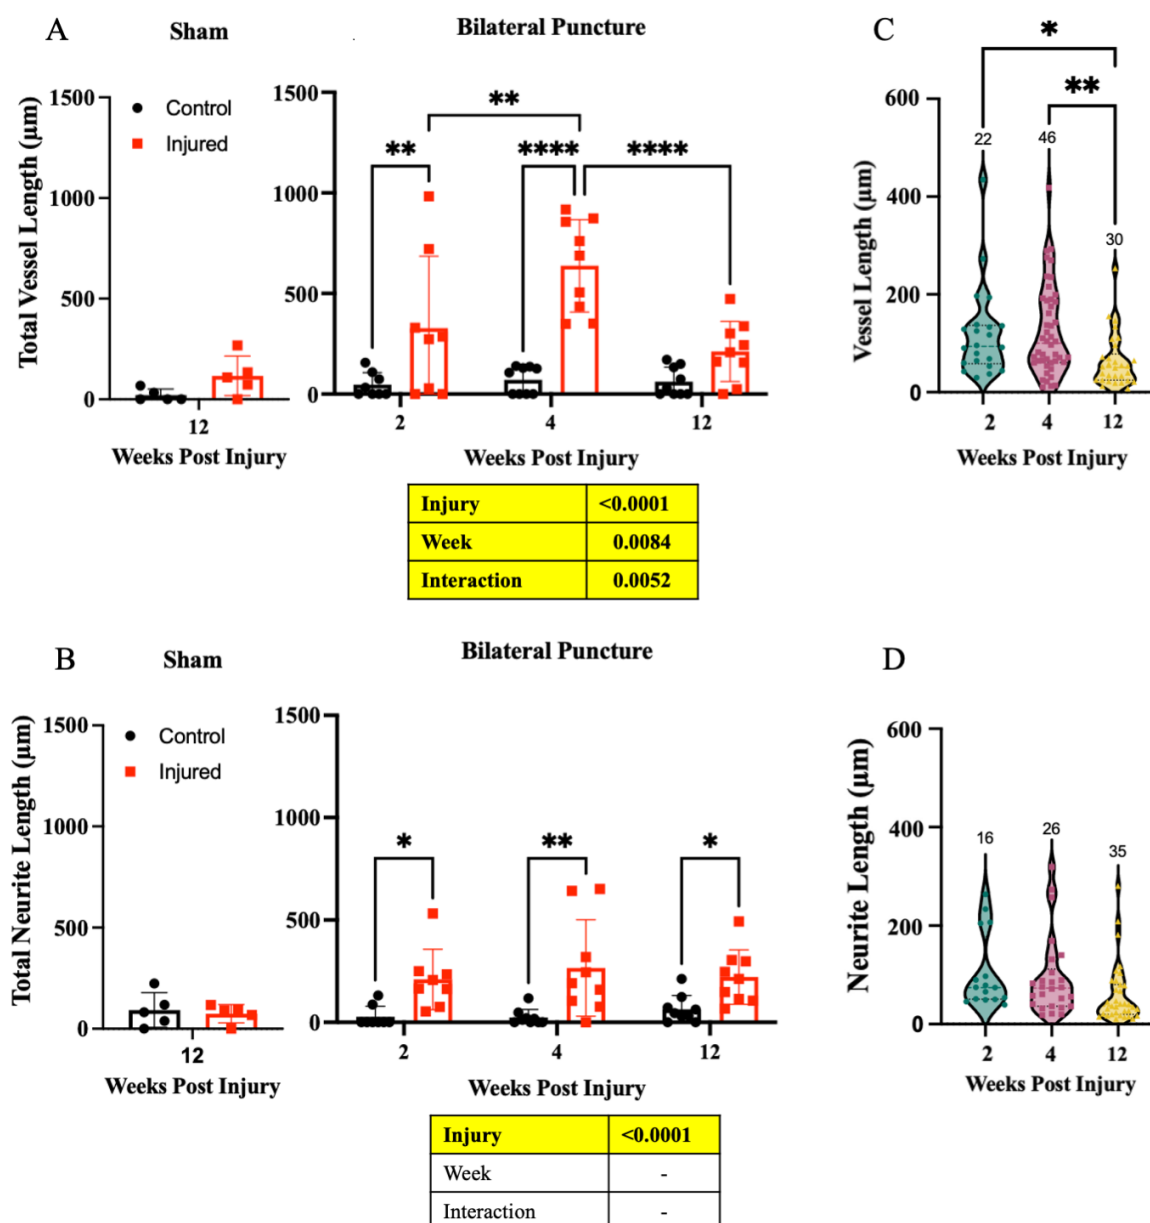 A
Sham
Bilateral Puncture
C
Total Vessel Length (μm)
1500
1000
500
0
Control
Injured
12
Weeks Post Injury
1500
1000
500
0
**
**
****
****
2
4
12
Weeks Post Injury
Injury <0.0001
Week 0.0084
Interaction 0.0052
Vessel Length (μm)
600
400
200
0
*
**
22
46
30
2
4
12
Weeks Post Injury
B
Sham
Bilateral Puncture
D
Total Neurite Length (μm)
1500
1000
500
0
Control
Injured
12
Weeks Post Injury
1500
1000
500
0
*
**
*
2
4
12
Weeks Post Injury
Injury <0.0001
Week -
Interaction -
Neurite Length (μm)
600
400
200
0
16
26
35
2
4
12
Weeks Post Injury